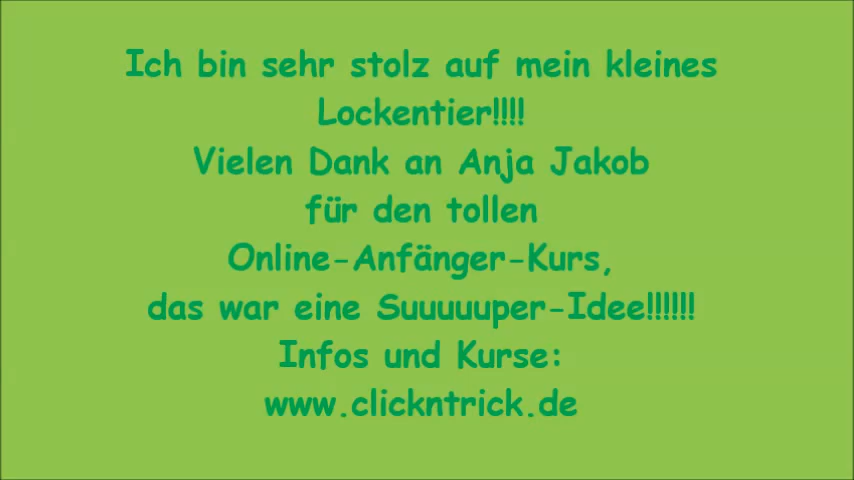 Ich bin sehr stolz auf mein kleines
Lockentier!!!!
Vielen Dank an Anja Jakob
für den tollen
Online-Anfänger-Kurs,
das war eine Suuuuuper-Idee!!!!!!
Infos und Kurse:
www.clickntrick.de